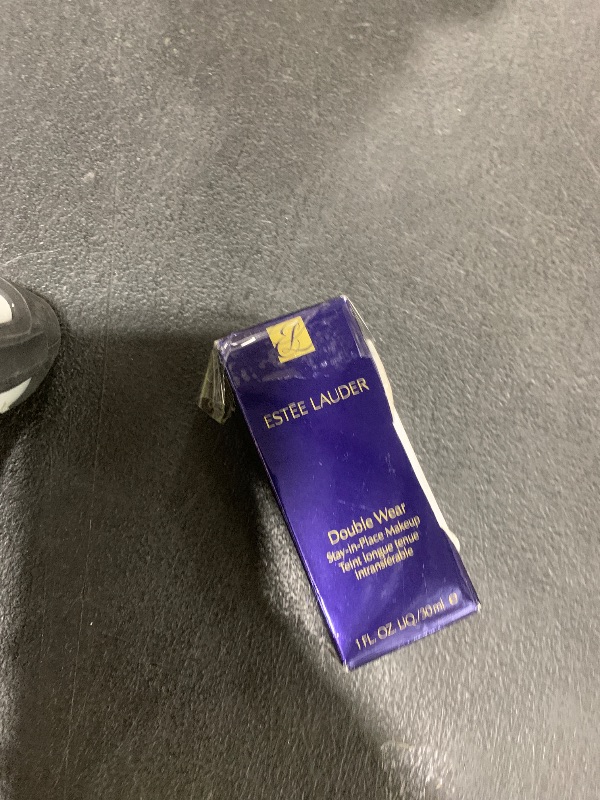 ESTĒE LAUDER
Double Wear
Stay-in-Place Makeup
Teint longue tenue
intransférable
1 FL. OZ. LIQ./30 ml ℮